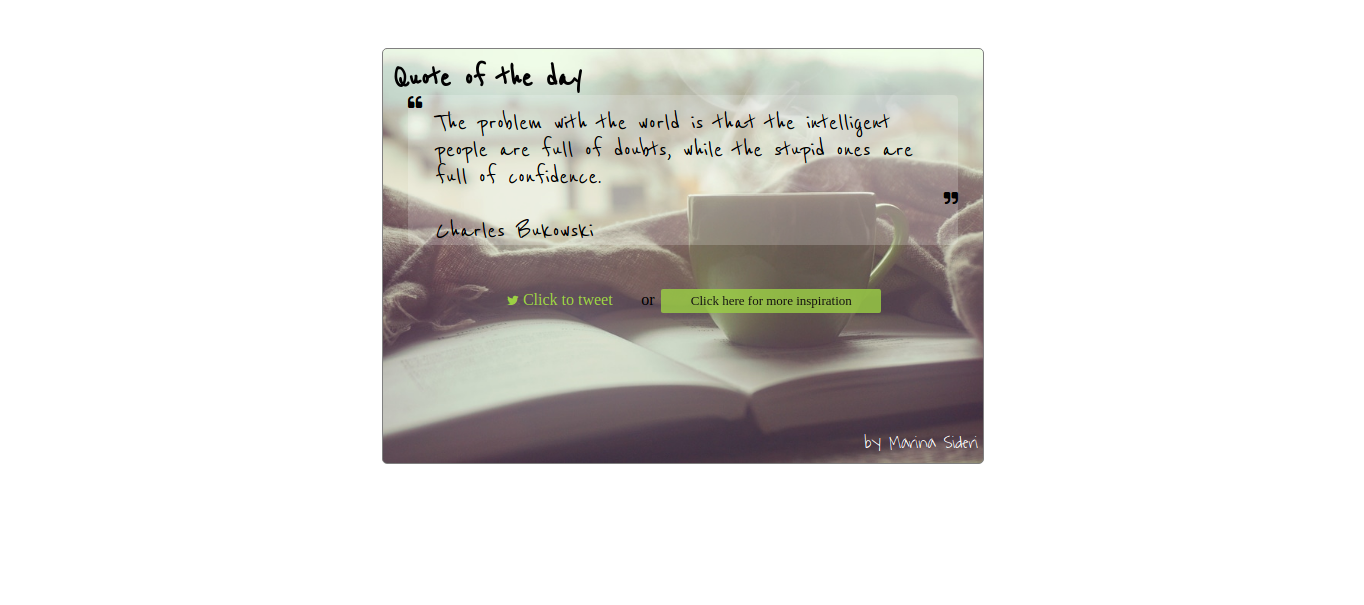 Quote of the day
❝
The problem with the world is that the intelligent
people are full of doubts, while the stupid ones are
full of confidence.
❞
Charles Bukowski
Click to tweet or Click here for more inspiration
by Marina Sideri